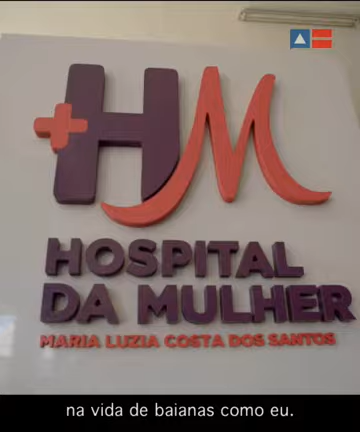 HM
HOSPITAL
DA MULHER
MARIA LUZIA COSTA DOS SANTOS
na vida de baianas como eu.